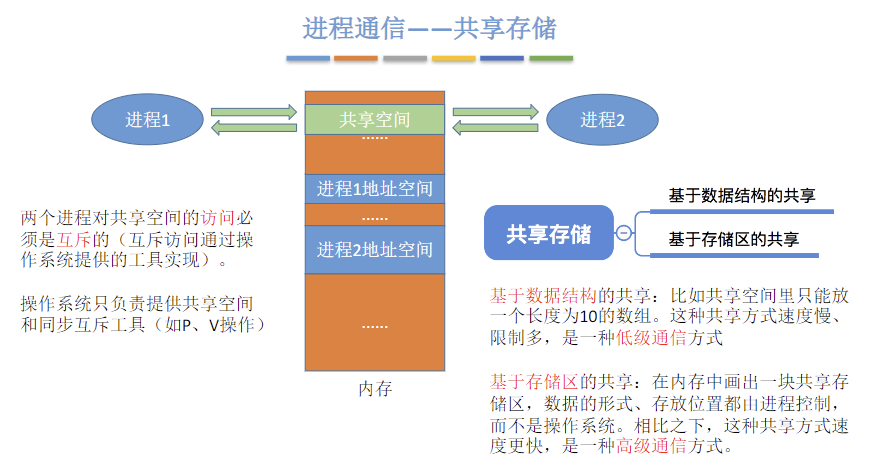 进程通信——共享存储
进程1
共享空间
进程2
······
进程1地址空间
······
进程2地址空间
······
内存
两个进程对共享空间的访问必
须是互斥的（互斥访问通过操
作系统提供的工具实现）。
操作系统只负责提供共享空间
和同步互斥工具（如P、V操作）
共享存储
基于数据结构的共享
基于存储区的共享
基于数据结构的共享：比如共享空间里只能放
一个长度为10的数组。这种共享方式速度慢、
限制多，是一种低级通信方式
基于存储区的共享：在内存中画出一块共享存
储区，数据的形式、存放位置都由进程控制，
而不是操作系统。相比之下，这种共享方式速
度更快，是一种高级通信方式。